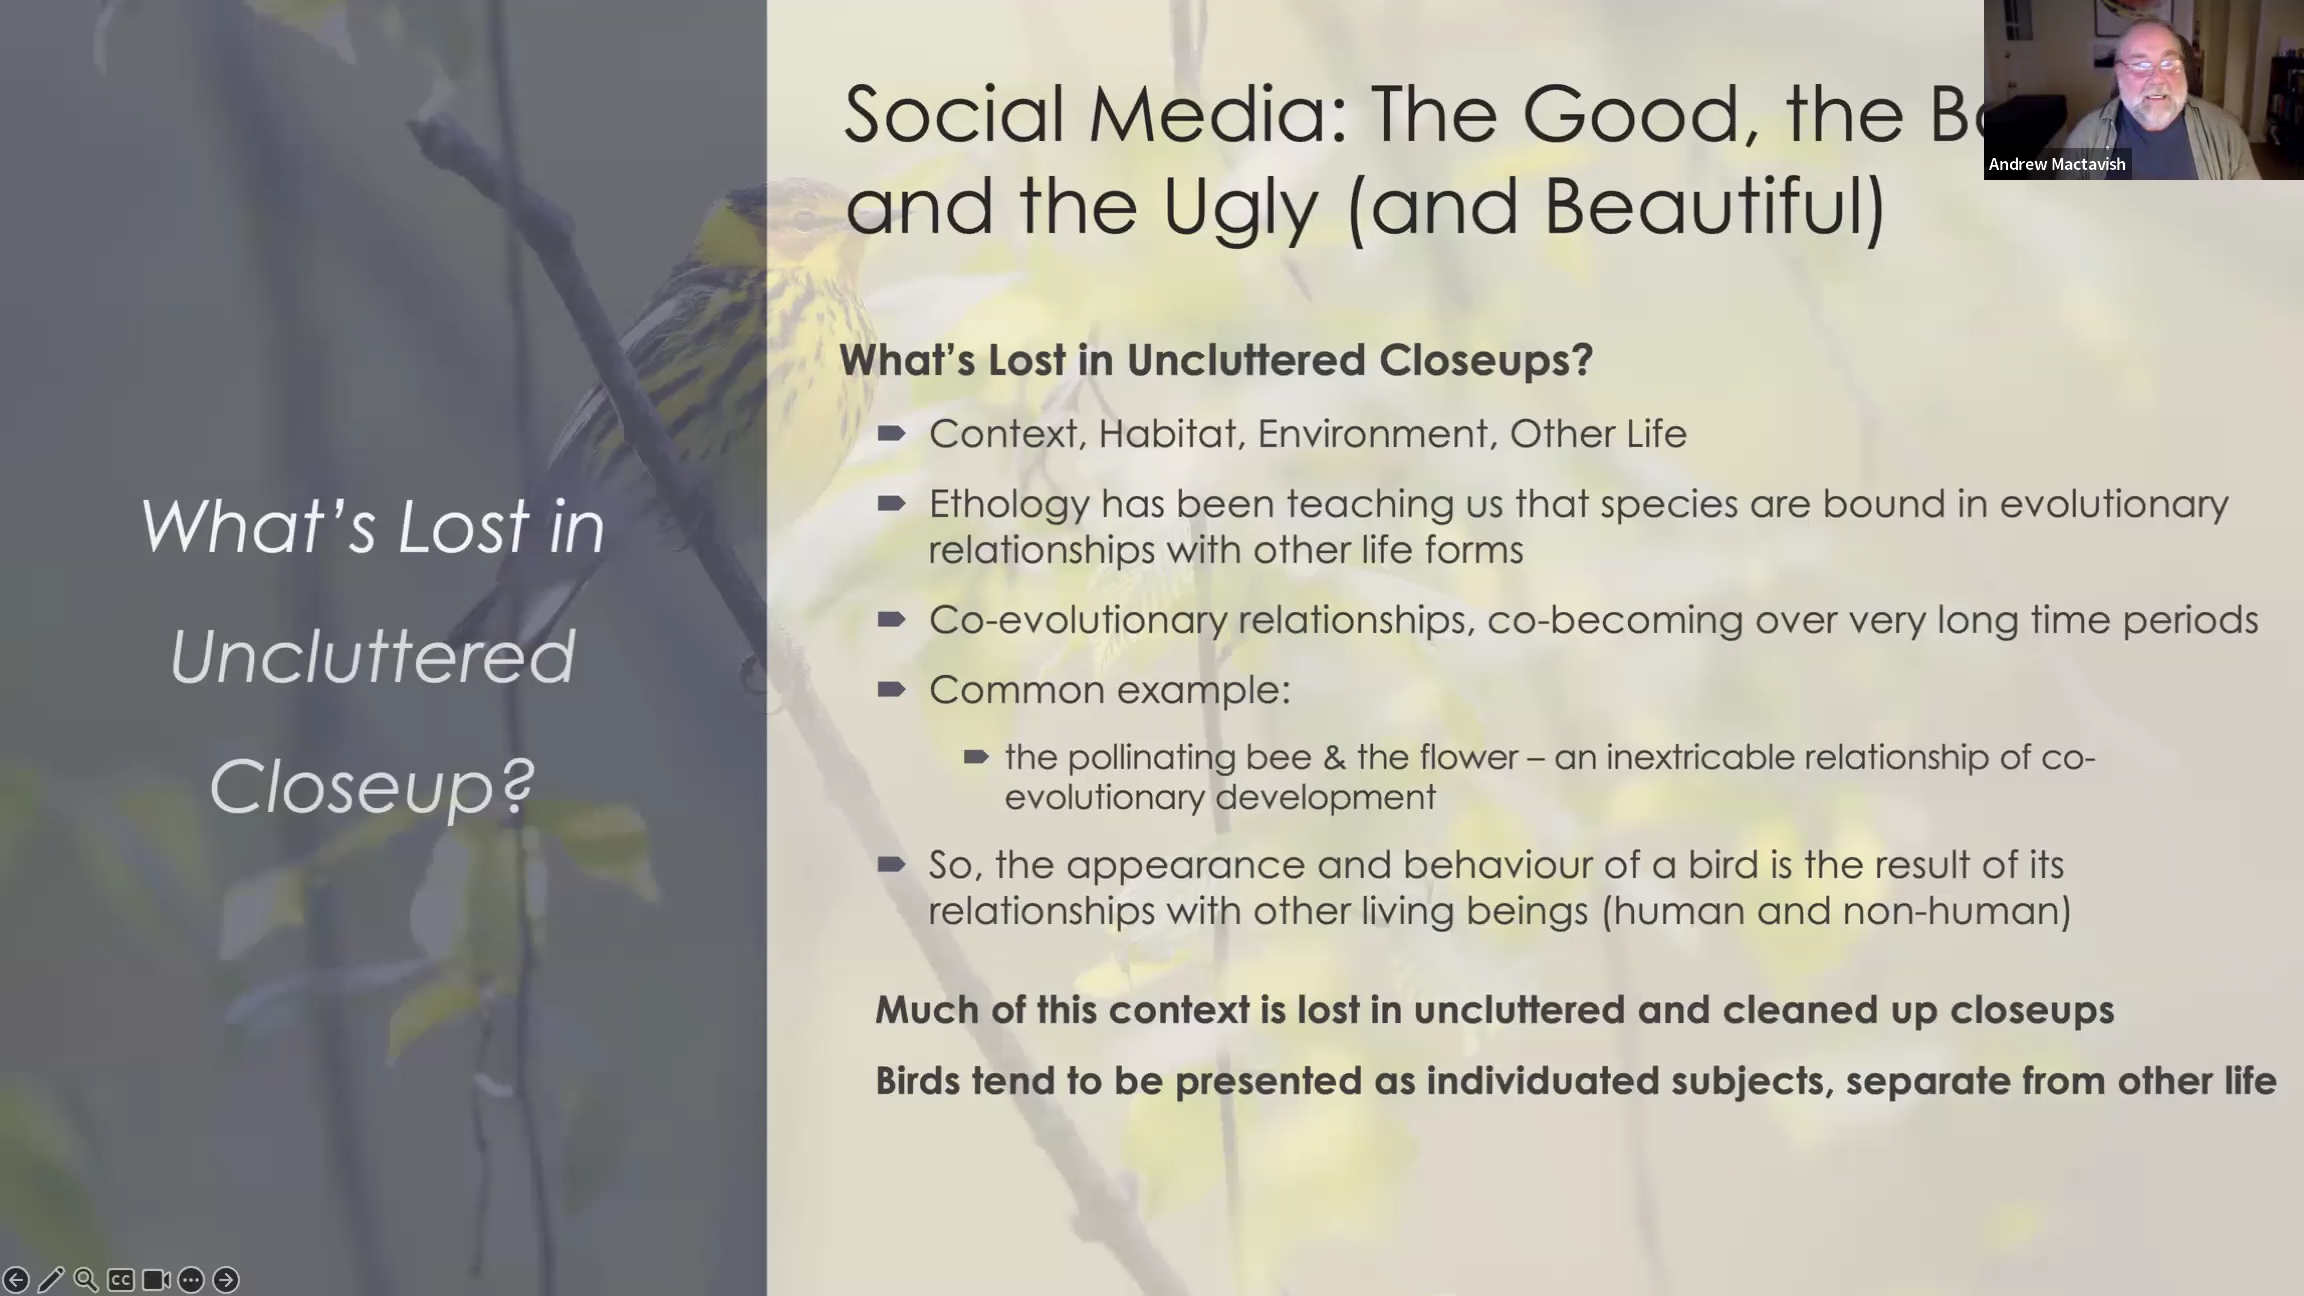 What's Lost in
Uncluttered
Closeup?
Social Media: The Good, the
and the Ugly (and Beautiful)
Andrew Mactavish
What's Lost in Uncluttered Closeups?
Context, Habitat, Environment, Other Life
Ethology has been teaching us that species are bound in evolutionary
relationships with other life forms
Co-evolutionary relationships, co-becoming over very long time periods
Common example:
the pollinating bee & the flower – an inextricable relationship of co-
evolutionary development
So, the appearance and behaviour of a bird is the result of its
relationships with other living beings (human and non-human)
Much of this context is lost in uncluttered and cleaned up closeups
Birds tend to be presented as individuated subjects, separate from other life
CC